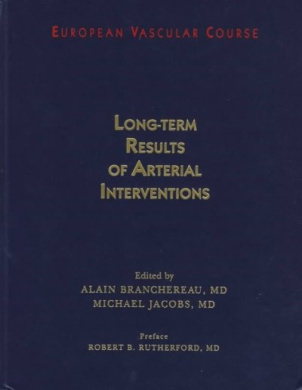 EUROPEAN VASCULAR COURSE
LONG-TERM
RESULTS
OF ARTERIAL
INTERVENTIONS
Edited by
ALAIN BRANCHEREAU, MD
MICHAEL JACOBS, MD
Preface
ROBERT B. RUTHERFORD, MD